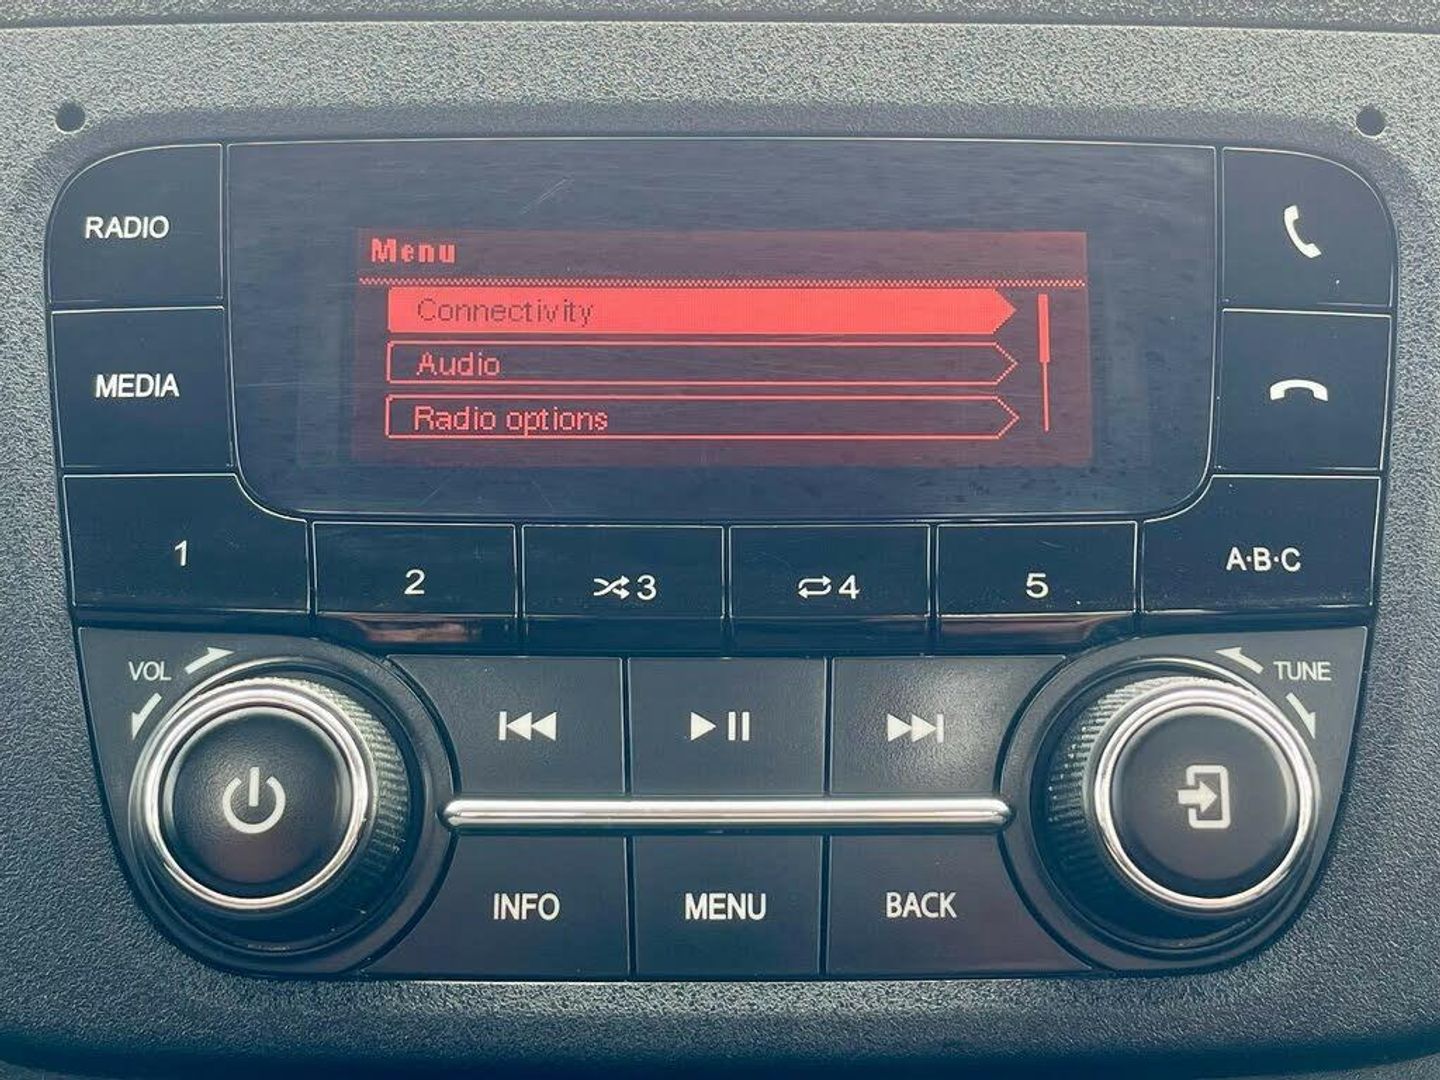 RADIO
Menu
Connectivity
Audio
Radio options
MEDIA
1
2
3
4
5
A·B·C
VOL
TUNE
INFO
MENU
BACK